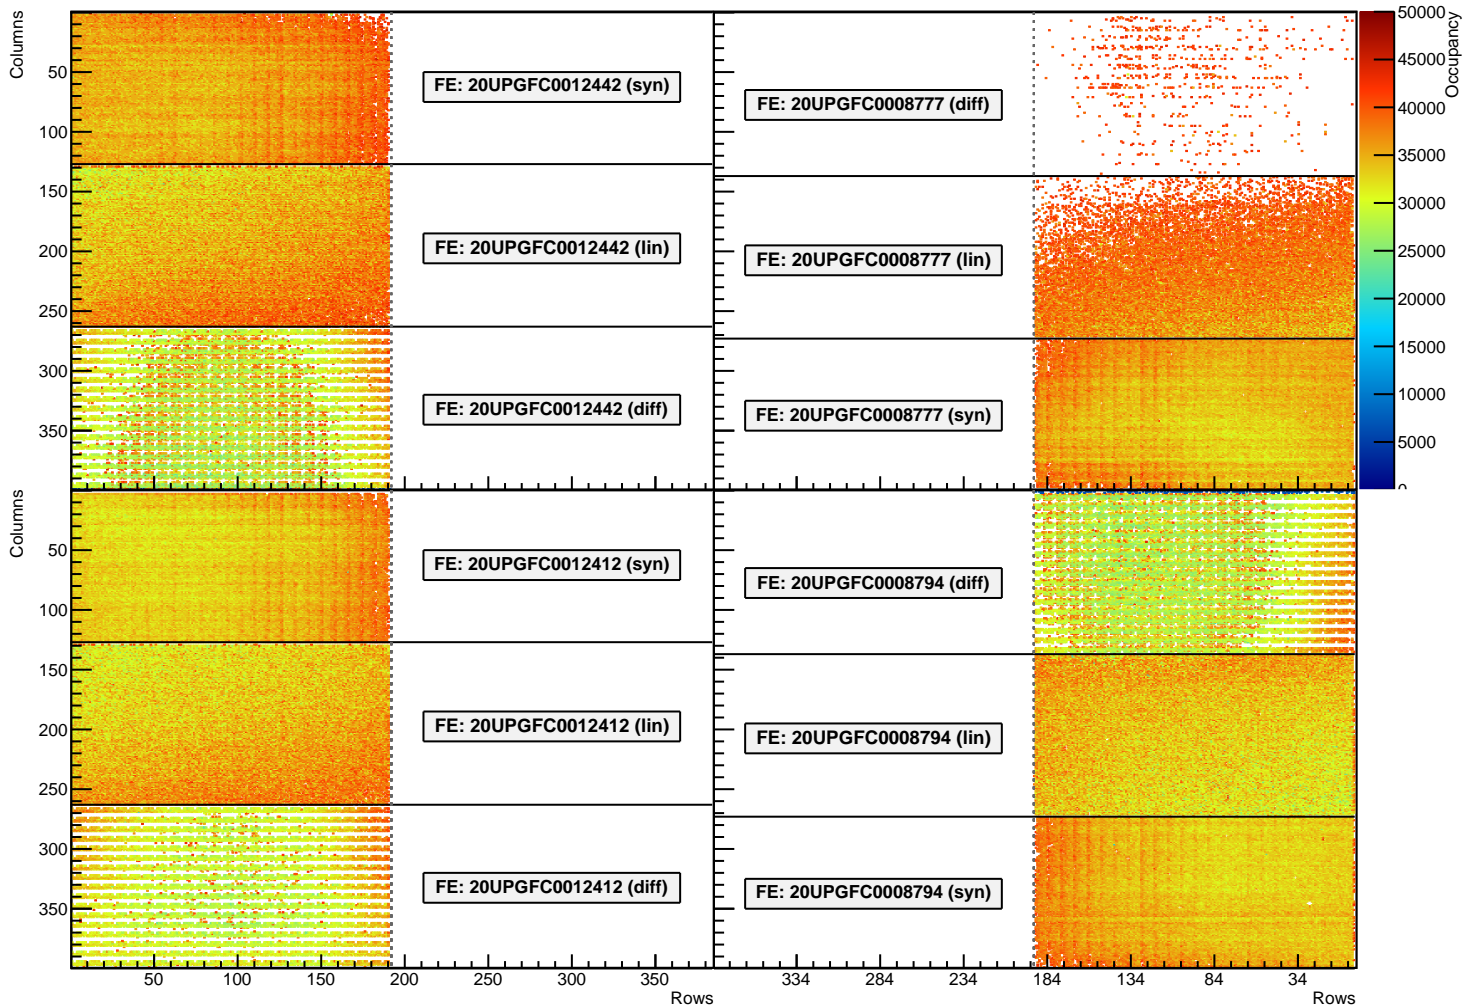 Columns
50
100
150
200
250
300
350
FE: 20UPGFC0012442 (syn)
FE: 20UPGFC0012442 (lin)
FE: 20UPGFC0012442 (diff)
FE: 20UPGFC0008777 (diff)
FE: 20UPGFC0008777 (lin)
FE: 20UPGFC0008777 (syn)
50000
45000
40000
35000
30000
25000
20000
15000
10000
5000
0
Occupancy
Columns
50
100
150
200
250
300
350
FE: 20UPGFC0012412 (syn)
FE: 20UPGFC0012412 (lin)
FE: 20UPGFC0012412 (diff)
FE: 20UPGFC0008794 (diff)
FE: 20UPGFC0008794 (lin)
FE: 20UPGFC0008794 (syn)
50 100 150 200 250 300 350
Rows
334 284 234 184 134 84 34
Rows